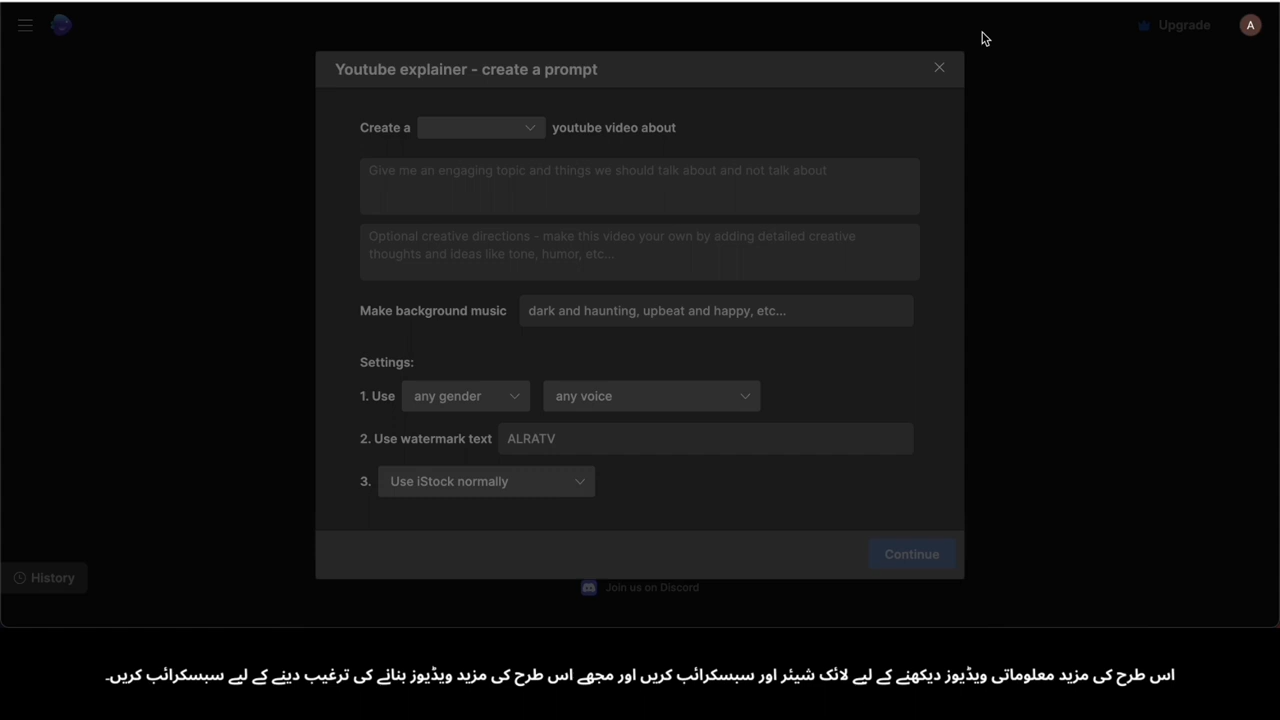 Upgrade
A
Youtube explainer - create a prompt
Create a youtube video about
Give me an engaging topic and things we should talk about and not talk about
Optional creative directions - make this video your own by adding detailed creative
thoughts and ideas like tone, humor, etc...
Make background music dark and haunting, upbeat and happy, etc...
Settings:
1. Use any gender any voice
2. Use watermark text ALRATV
3. Use iStock normally
Continue
History
Join us on Discord
اس طرح کی مزید معلوماتی ویڈیوز دیکھنے کے لیے لائک شیئر اور سبسکرائب کریں اور مجھے اس طرح کی مزید ویڈیوز بنانے کی ترغیب دینے کے لیے سبسکرائب کریں۔